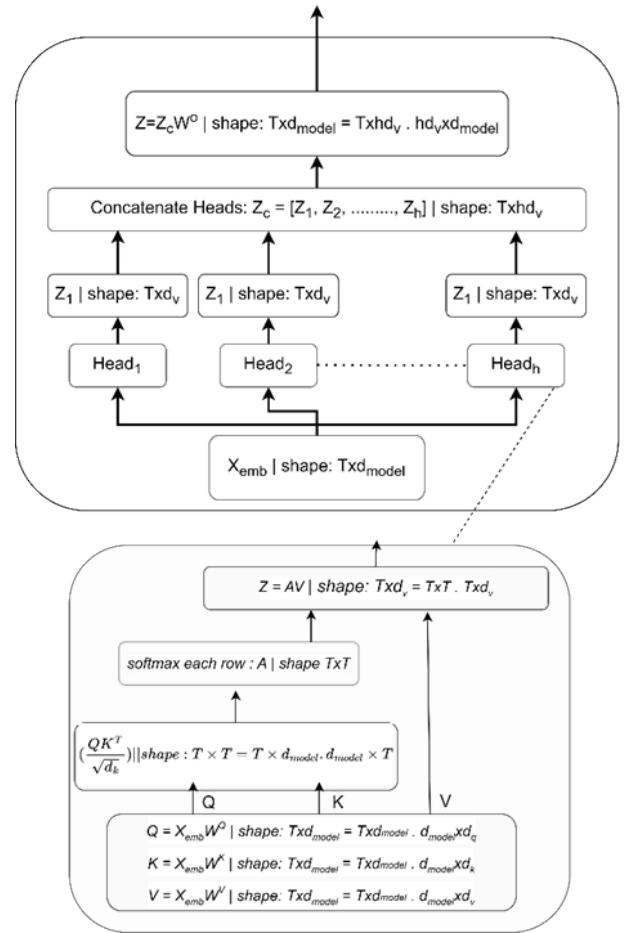 Z=Z_cW^O | shape: Txd_model = Txhd_v . hd_vxd_model
Concatenate Heads: Z_c = [Z_1, Z_2, ........., Z_h] | shape: Txhd_v
Z_1 | shape: Txd_v
Z_1 | shape: Txd_v
Z_1 | shape: Txd_v
Head_1
Head_2
Head_h
X_emb | shape: Txd_model
Z = AV | shape: Txd_v = TxT . Txd_v
softmax each row : A | shape TxT
(QK^T/√d_k)||shape : T × T = T × d_model. d_model × T
Q
K
V
Q = X_embW^Q | shape: Txd_model = Txd_model . d_modelxd_q
K = X_embW^K | shape: Txd_model = Txd_model . d_modelxd_k
V = X_embW^V | shape: Txd_model = Txd_model . d_modelxd_v